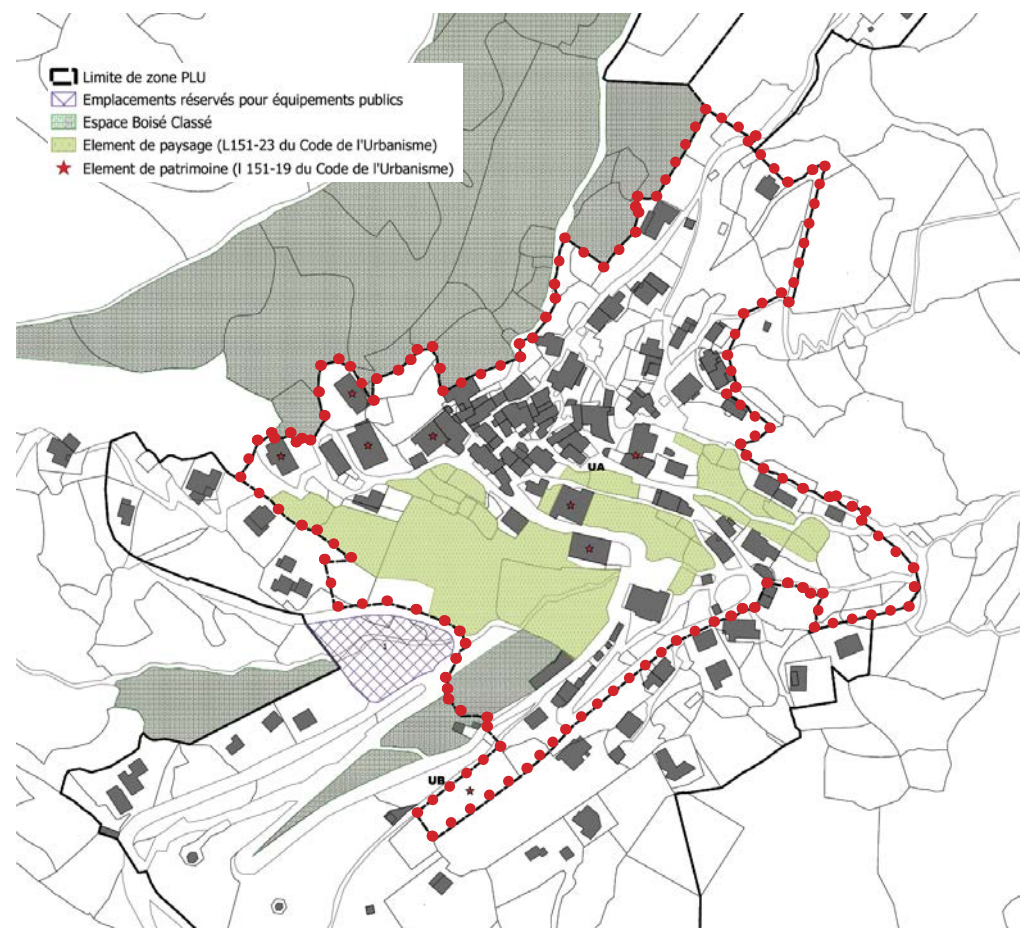 Limite de zone PLU
Emplacements réservés pour équipements publics
Espace Boisé Classé
Element de paysage (L151-23 du Code de l'Urbanisme)
Element de patrimoine (l 151-19 du Code de l'Urbanisme)
UA
1
UB